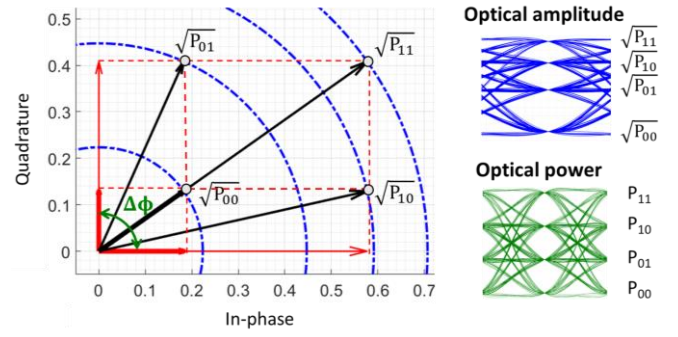 Optical amplitude
0.5
0.4
0.3
0.2
0.1
0
Quadrature
√P₀₁
√P₁₁
√P₀₀
√P₁₀
Δϕ
0 0.1 0.2 0.3 0.4 0.5 0.6 0.7
In-phase
√P₁₁
√P₁₀
√P₀₁
√P₀₀
Optical power
P₁₁
P₁₀
P₀₁
P₀₀